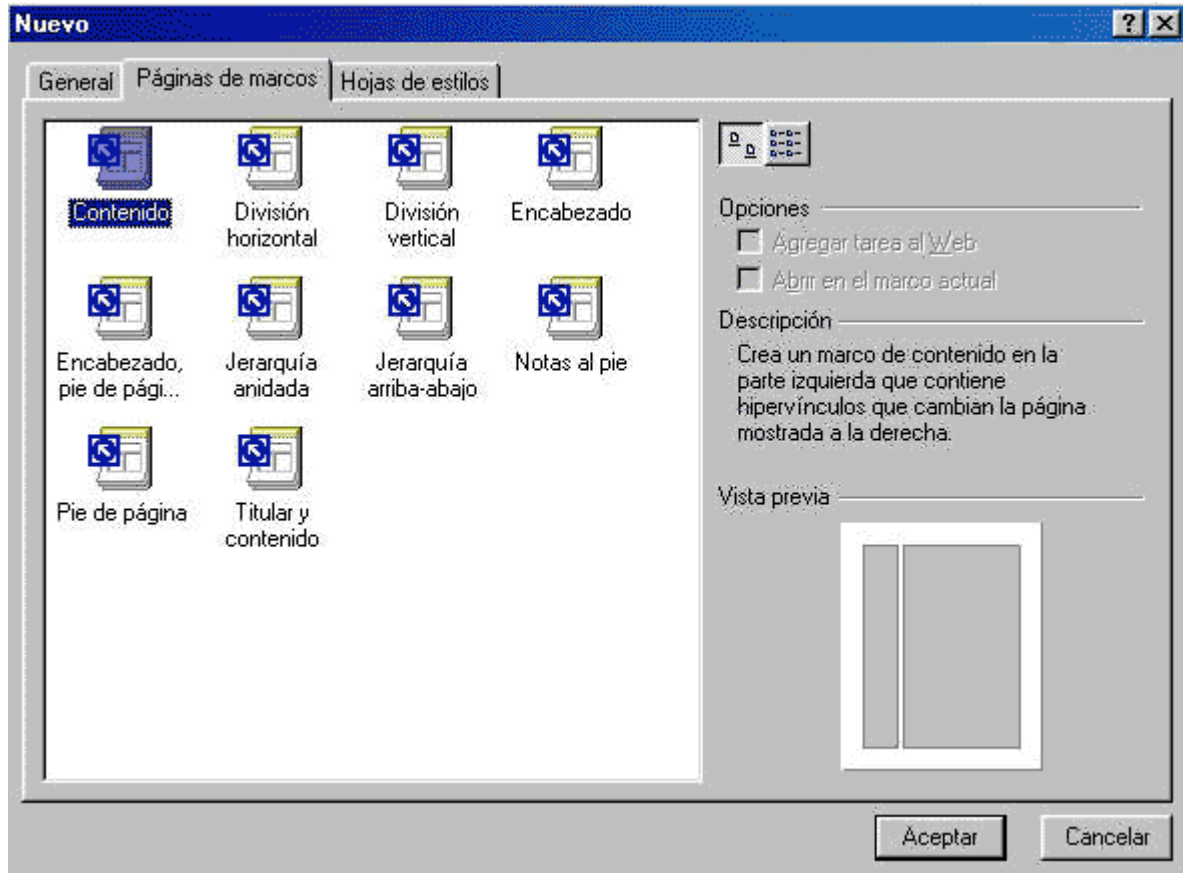 Nuevo
General Páginas de marcos Hojas de estilos
Contenido
División
horizontal
División
vertical
Encabezado
Encabezado,
pie de pági...
Jerarquía
anidada
Jerarquía
arriba-abajo
Notas al pie
Pie de página
Titular y
contenido
Opciones
Agregar tarea al Web
Abrir en el marco actual
Descripción
Crea un marco de contenido en la
parte izquierda que contiene
hipervínculos que cambian la página
mostrada a la derecha.
Vista previa
Aceptar Cancelar